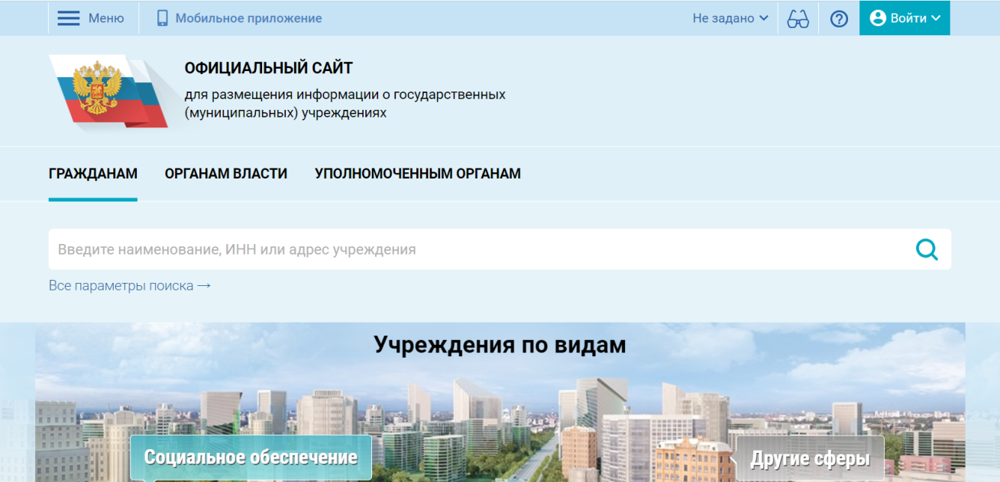 Меню
Мобильное приложение
Не задано
Войти
ОФИЦИАЛЬНЫЙ САЙТ
для размещения информации о государственных
(муниципальных) учреждениях
ГРАЖДАНАМ
ОРГАНАМ ВЛАСТИ
УПОЛНОМОЧЕННЫМ ОРГАНАМ
Введите наименование, ИНН или адрес учреждения
Все параметры поиска →
Учреждения по видам
Социальное обеспечение
Другие сферы